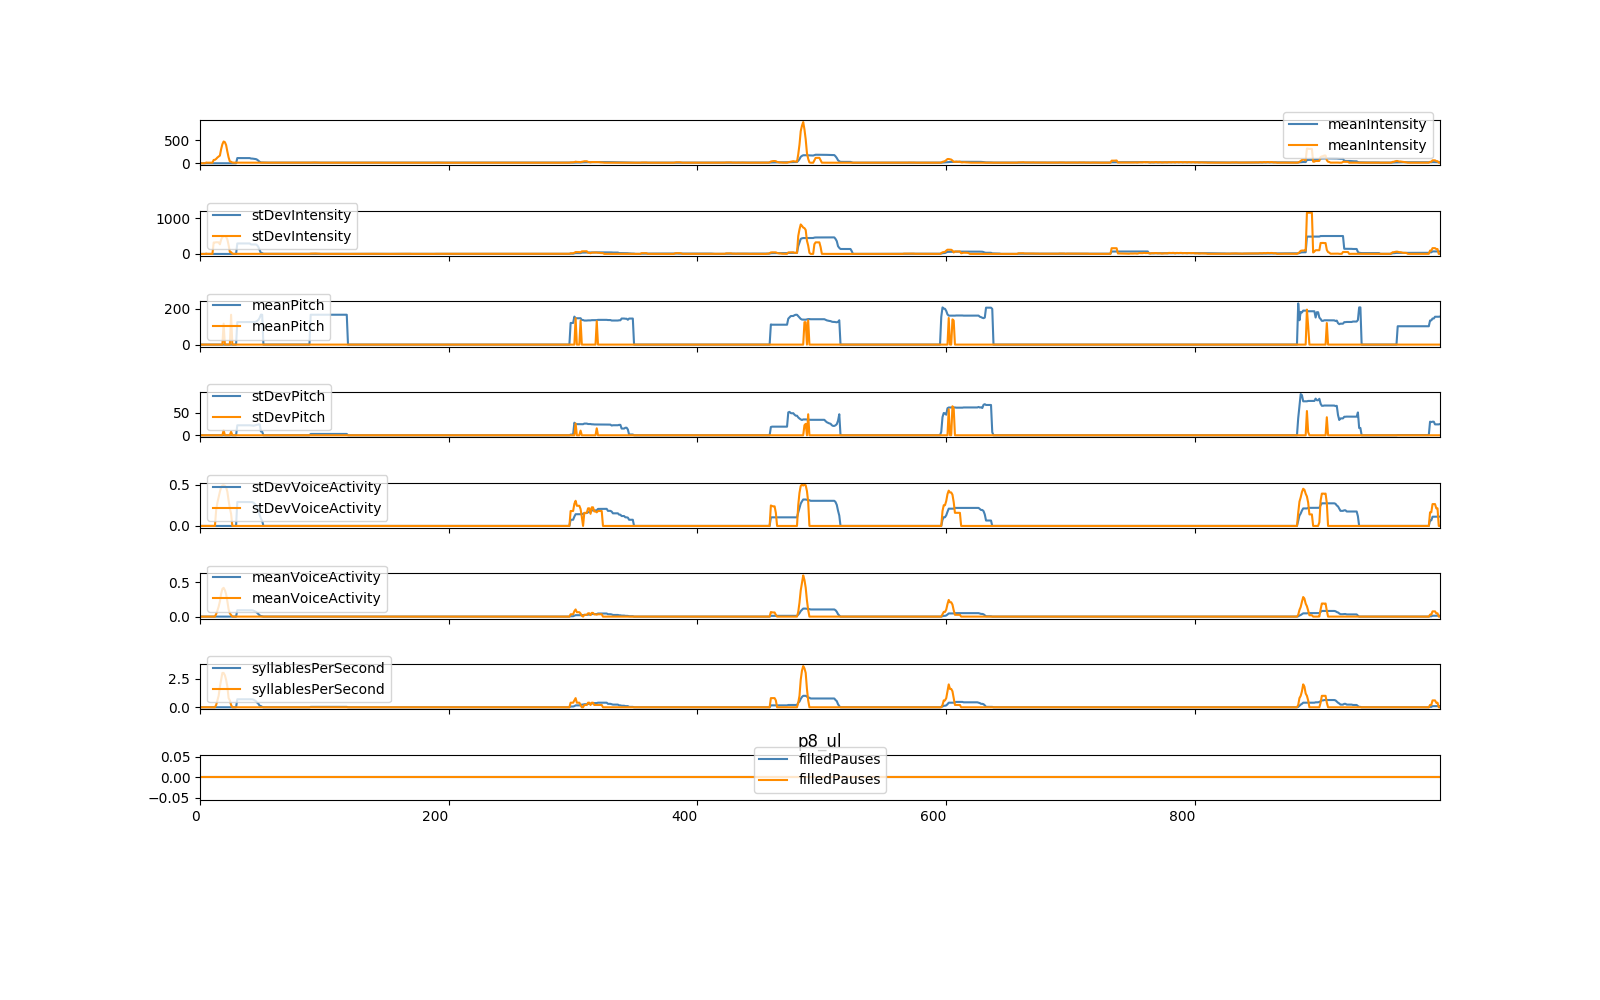 500
0
meanIntensity
meanIntensity
1000
0
stDevIntensity
stDevIntensity
200
0
meanPitch
meanPitch
50
0
stDevPitch
stDevPitch
0.5
0.0
stDevVoiceActivity
stDevVoiceActivity
0.5
0.0
meanVoiceActivity
meanVoiceActivity
2.5
0.0
syllablesPerSecond
syllablesPerSecond
p8_ul
0.05
0.00
−0.05
filledPauses
filledPauses
0 200 400 600 800